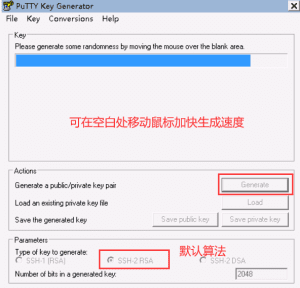 PuTTY Key Generator
File Key Conversions Help
Key
Please generate some randomness by moving the mouse over the blank area.
可在空白处移动鼠标加快生成速度
Actions
Generate a public/private key pair
Generate
Load an existing private key file
Load
Save the generated key
Save public key
Save private key
Parameters
Type of key to generate:
默认算法
SSH-1 (RSA)
SSH-2 RSA
SSH-2 DSA
Number of bits in a generated key:
2048